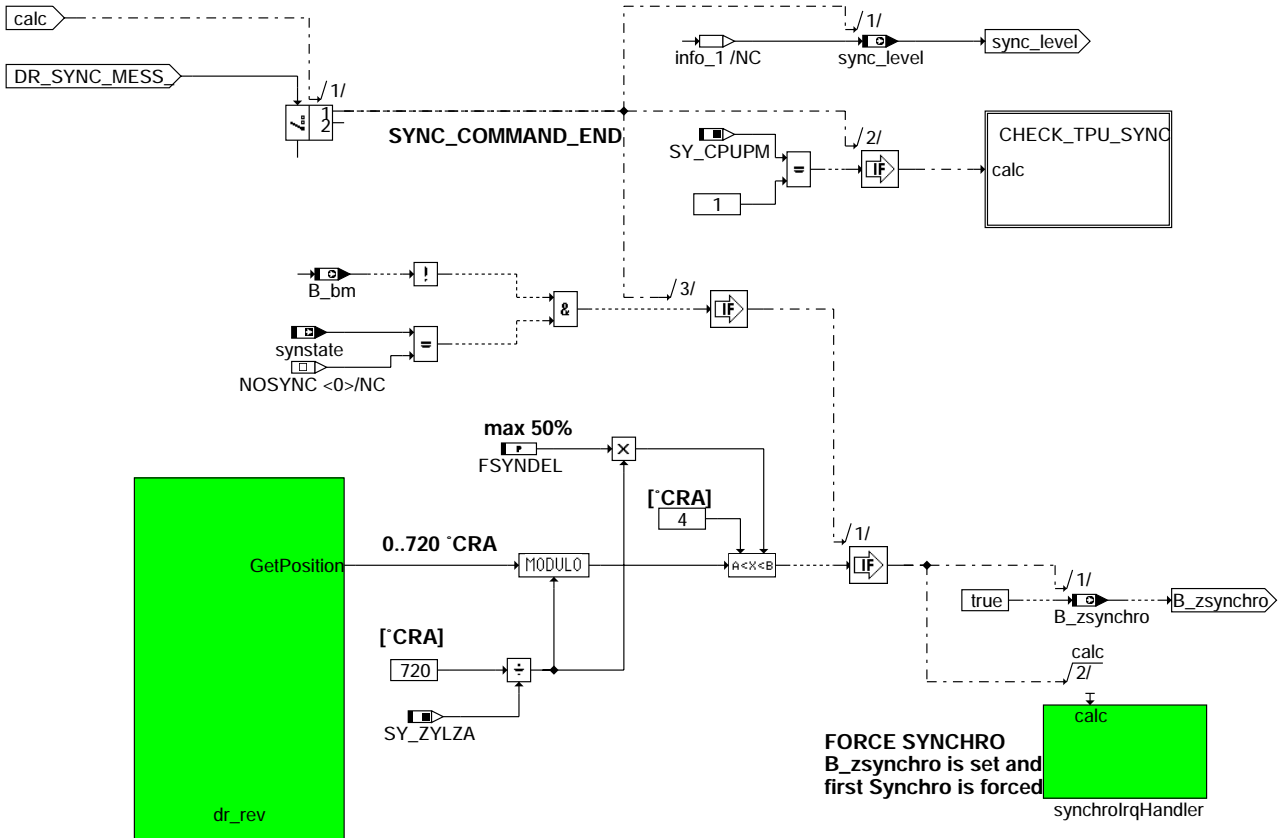 calc
/1/
info_1 /NC
sync_level
sync_level
DR_SYNC_MESS_
/1/
1
2
SYNC_COMMAND_END
SY_CPUPM
=
1
/2/
IF
CHECK_TPU_SYNC
calc
B_bm
!
&
/3/
IF
synstate
=
NOSYNC <0>/NC
max 50%
P
FSYNDEL
X
[°CRA]
4
0..720 °CRA
GetPosition
MODULO
A<X<B
/1/
IF
/1/
true
B_zsynchro
B_zsynchro
[°CRA]
720
÷
SY_ZYLZA
calc
2/
calc
FORCE SYNCHRO
B_zsynchro is set and
first Synchro is forced
synchroIrqHandler
dr_rev